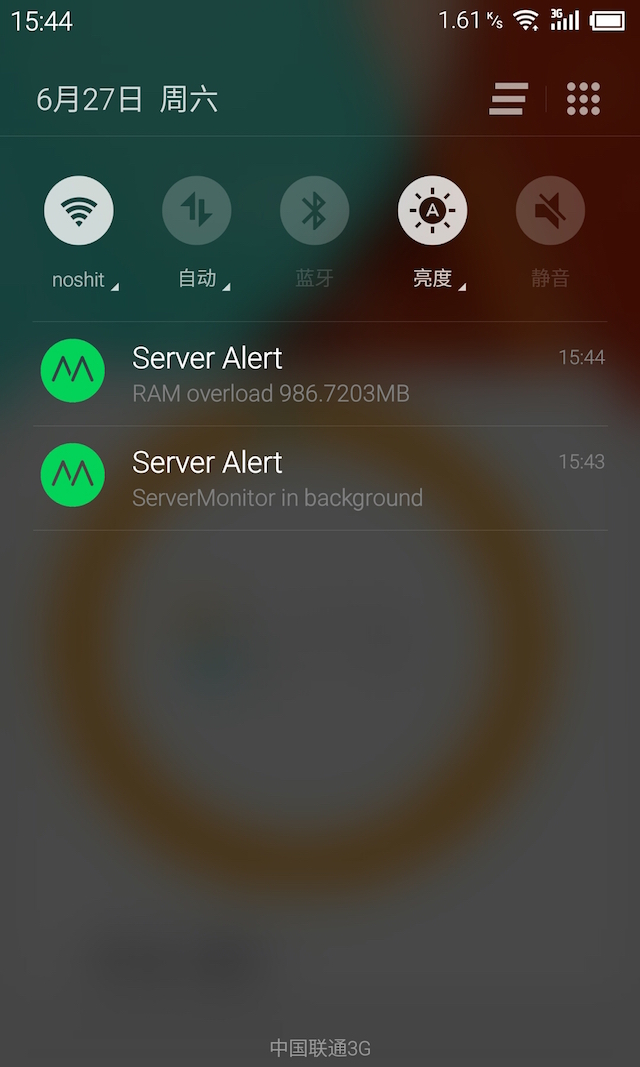 15:44 1.61 K/s 3G
6月27日 周六
noshit 自动 蓝牙 亮度 静音
Server Alert 15:44
RAM overload 986.7203MB
Server Alert 15:43
ServerMonitor in background
中国联通3G